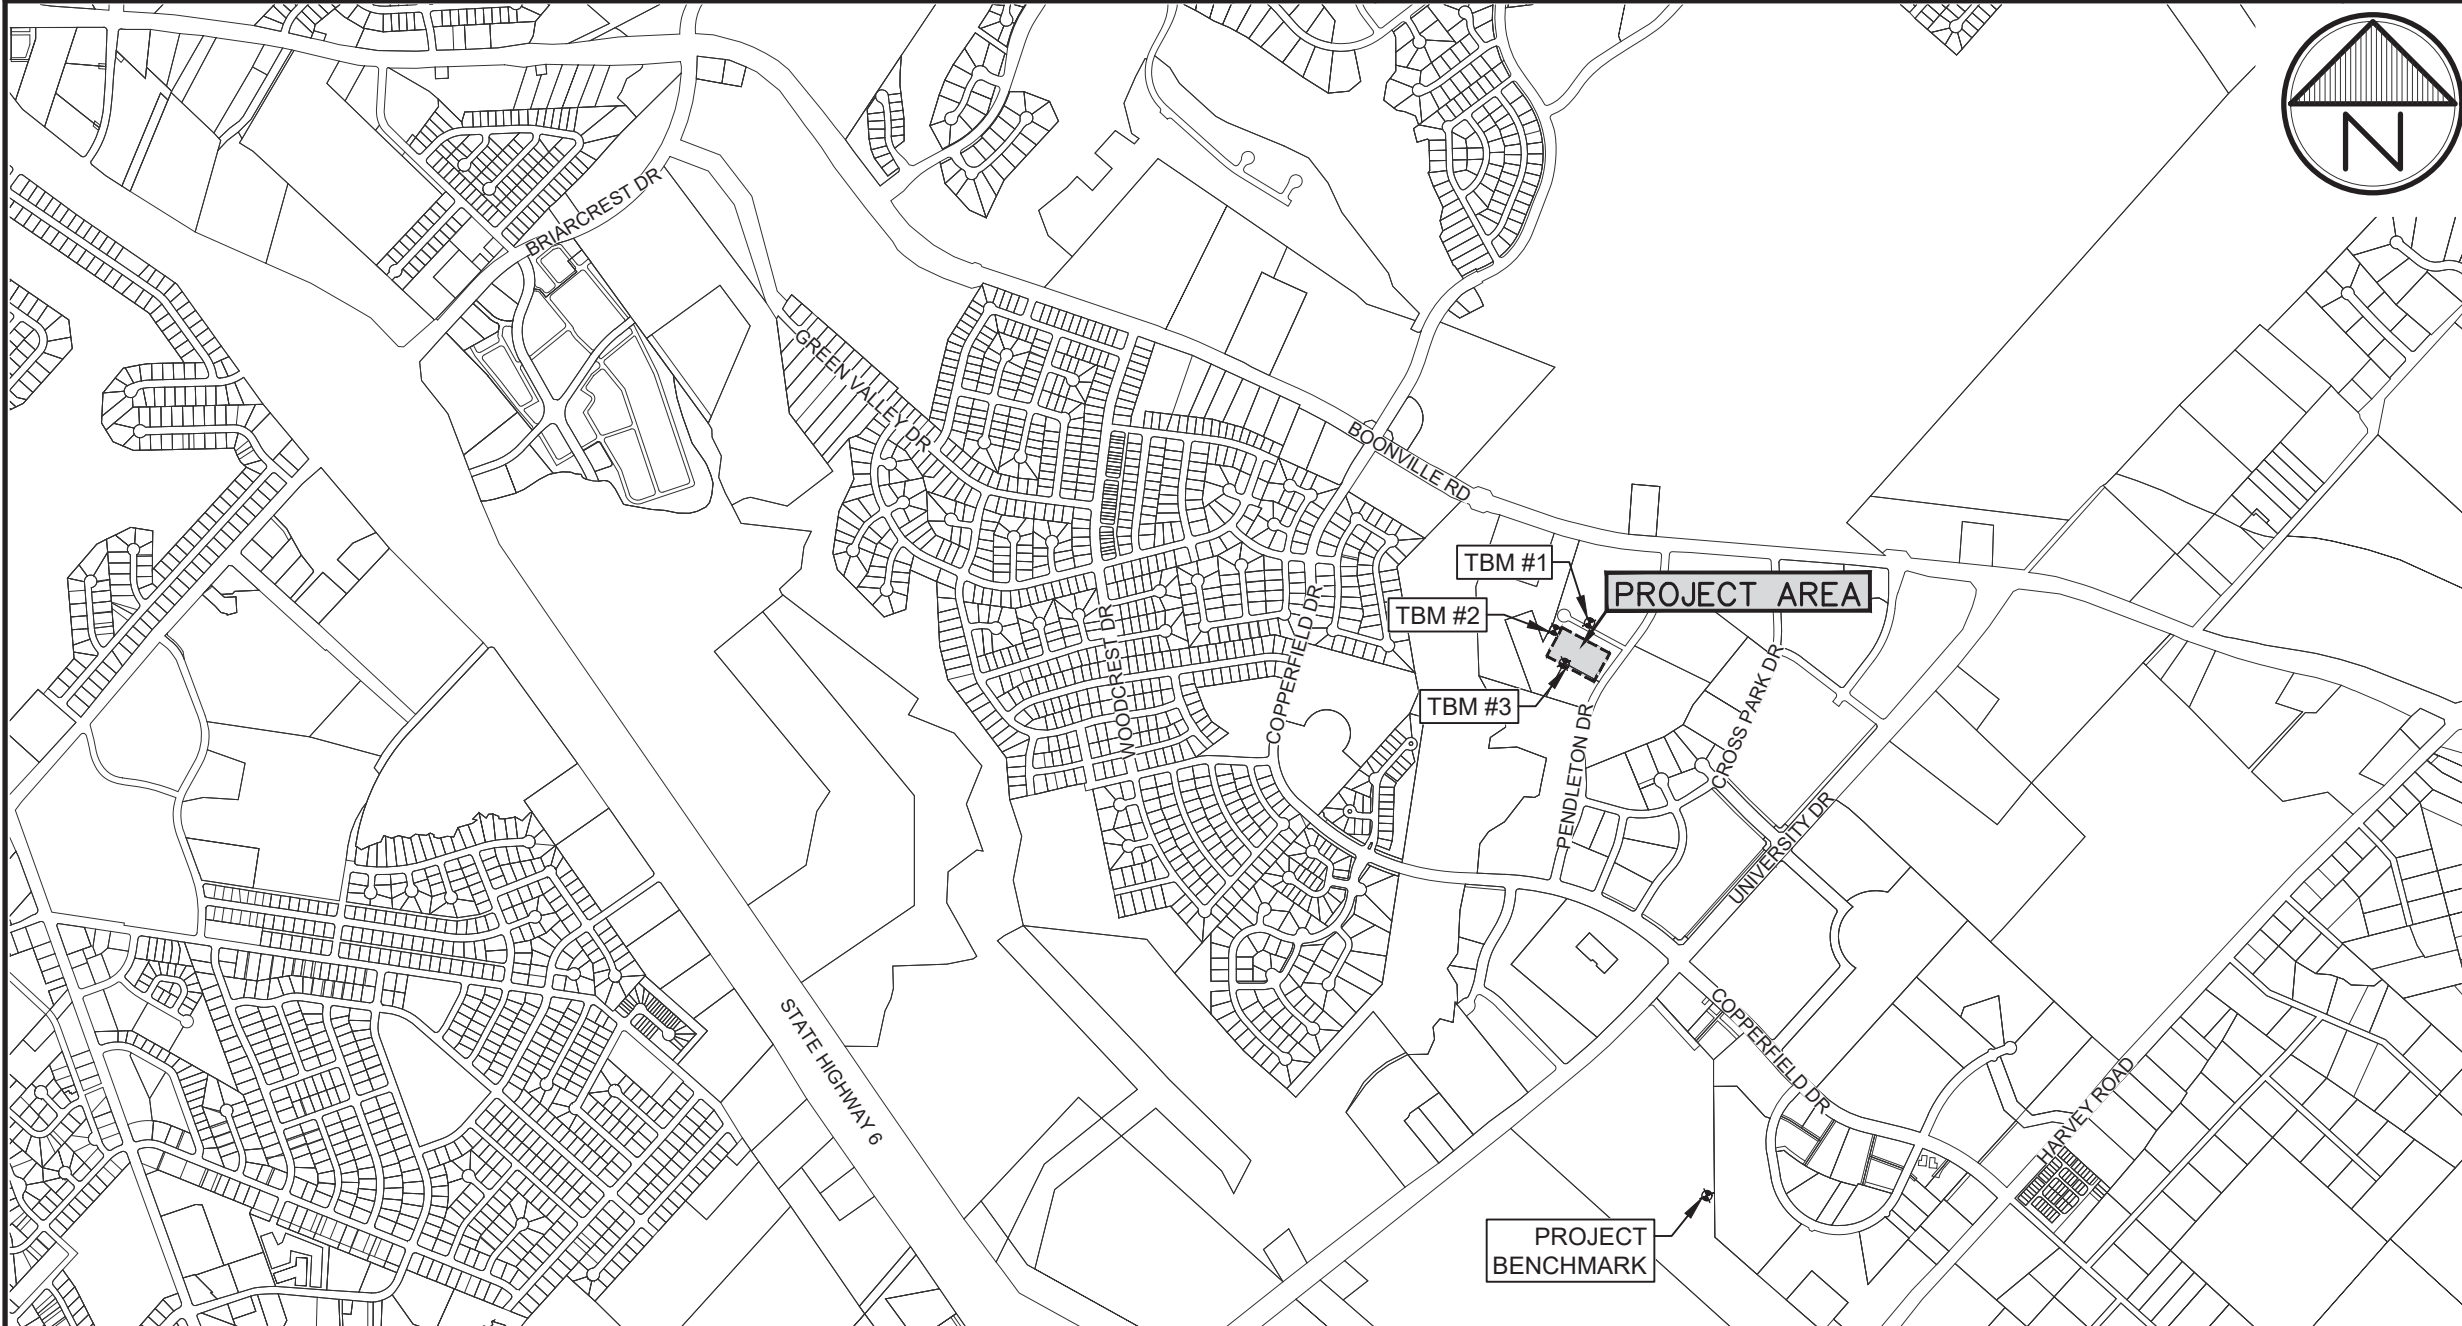 N
BRIARCREST DR
GREEN VALLEY DR
BOONVILLE RD
TBM #1
PROJECT AREA
TBM #2
TBM #3
WOODCREST DR
COPPERFIELD DR
PENDLETON DR
CROSS PARK DR
UNIVERSITY DR
STATE HIGHWAY 6
COPPERFIELD DR
HARVEY ROAD
PROJECT
BENCHMARK